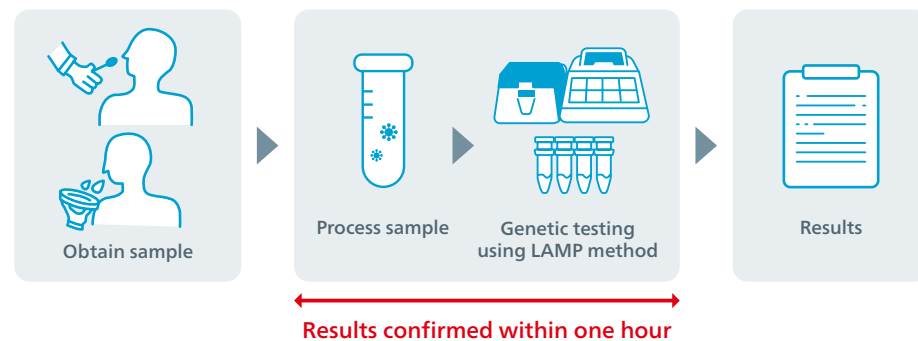 Obtain sample
Process sample
Genetic testing
using LAMP method
Results
Results confirmed within one hour